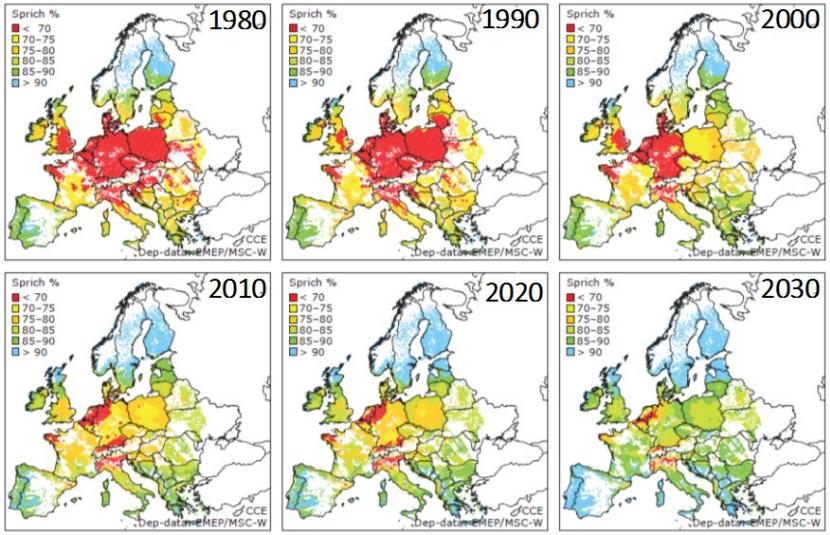 Sprich %
1980
< 70
70-75
75-80
80-85
85-90
> 90
CCE
Dep-data: EMEP/MSC-W
Sprich %
1990
< 70
70-75
75-80
80-85
85-90
> 90
CCE
Dep-data: EMEP/MSC-W
Sprich %
2000
< 70
70-75
75-80
80-85
85-90
> 90
CCE
Dep-data: EMEP/MSC-W
Sprich %
2010
< 70
70-75
75-80
80-85
85-90
> 90
CCE
Dep-data: EMEP/MSC-W
Sprich %
2020
< 70
70-75
75-80
80-85
85-90
> 90
CCE
Dep-data: EMEP/MSC-W
Sprich %
2030
< 70
70-75
75-80
80-85
85-90
> 90
CCE
Dep-data: EMEP/MSC-W